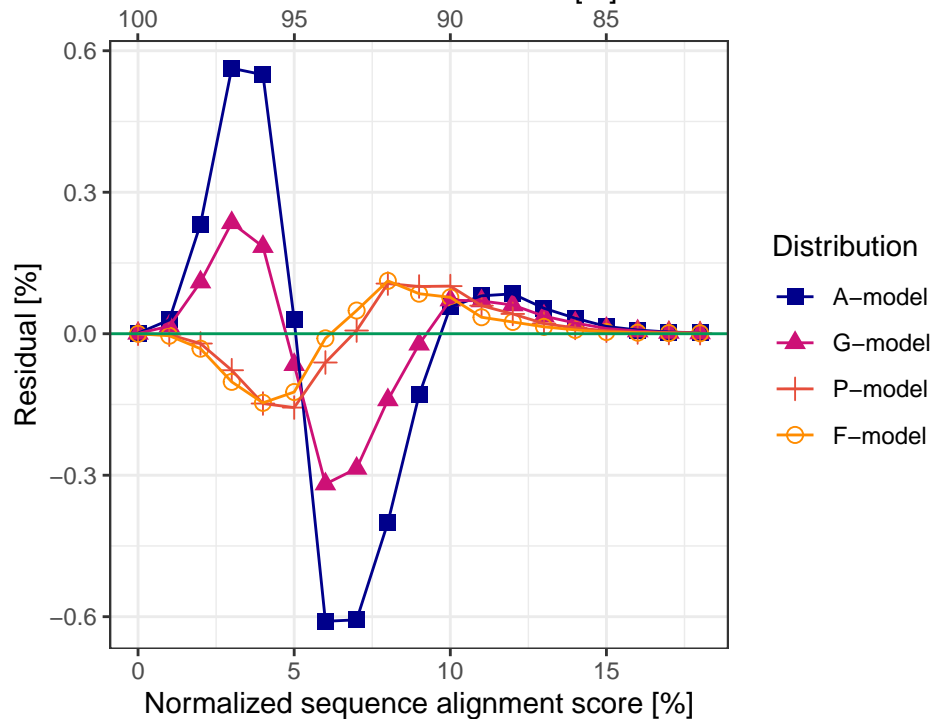 100 95 90 85
0.6
0.3
0.0
−0.3
−0.6
Residual [%]
0 5 10 15
Normalized sequence alignment score [%]
Distribution
A−model
G−model
P−model
F−model